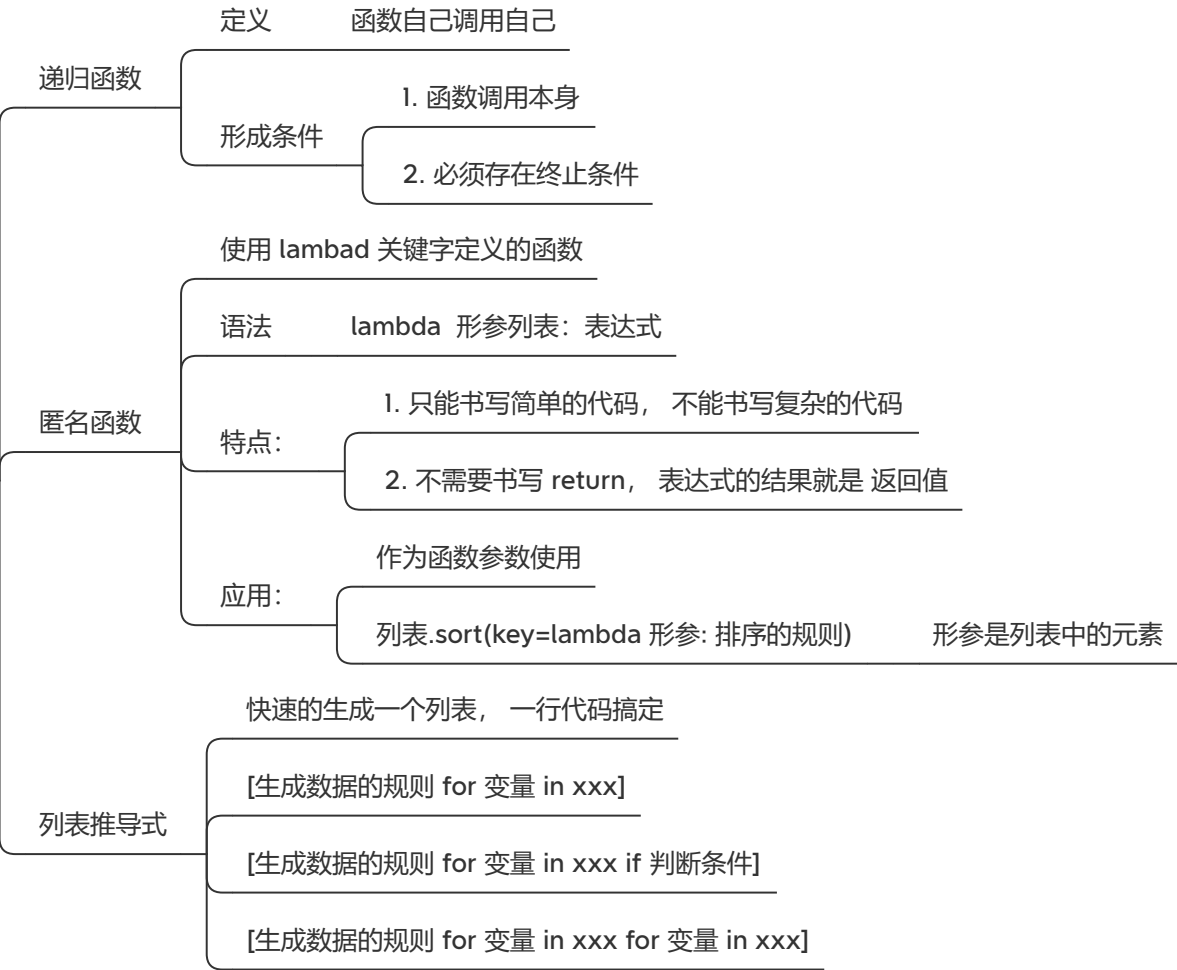 递归函数
定义
函数自己调用自己
形成条件
1. 函数调用本身
2. 必须存在终止条件
匿名函数
使用 lambad 关键字定义的函数
语法
lambda 形参列表：表达式
特点：
1. 只能书写简单的代码， 不能书写复杂的代码
2. 不需要书写 return， 表达式的结果就是 返回值
应用：
作为函数参数使用
列表.sort(key=lambda 形参: 排序的规则)
形参是列表中的元素
列表推导式
快速的生成一个列表， 一行代码搞定
[生成数据的规则 for 变量 in xxx]
[生成数据的规则 for 变量 in xxx if 判断条件]
[生成数据的规则 for 变量 in xxx for 变量 in xxx]